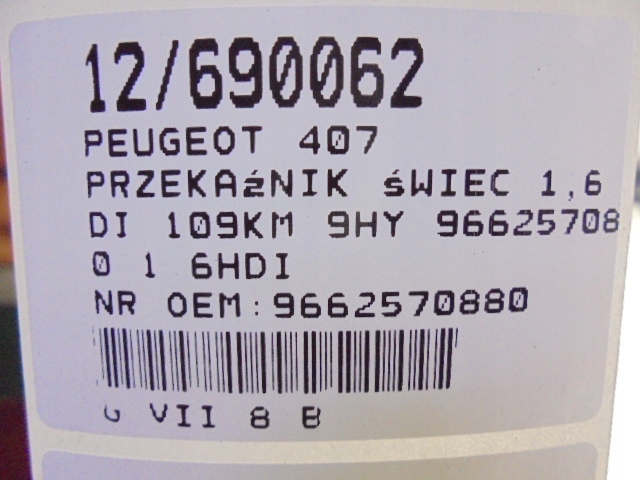 12/690062
PEUGEOT 407
PRZEKAźNIK śWIEC 1,6
DI 109KM 9HY 96625708
0 1 6HDI
NR OEM:9662570880
G VII 8 B